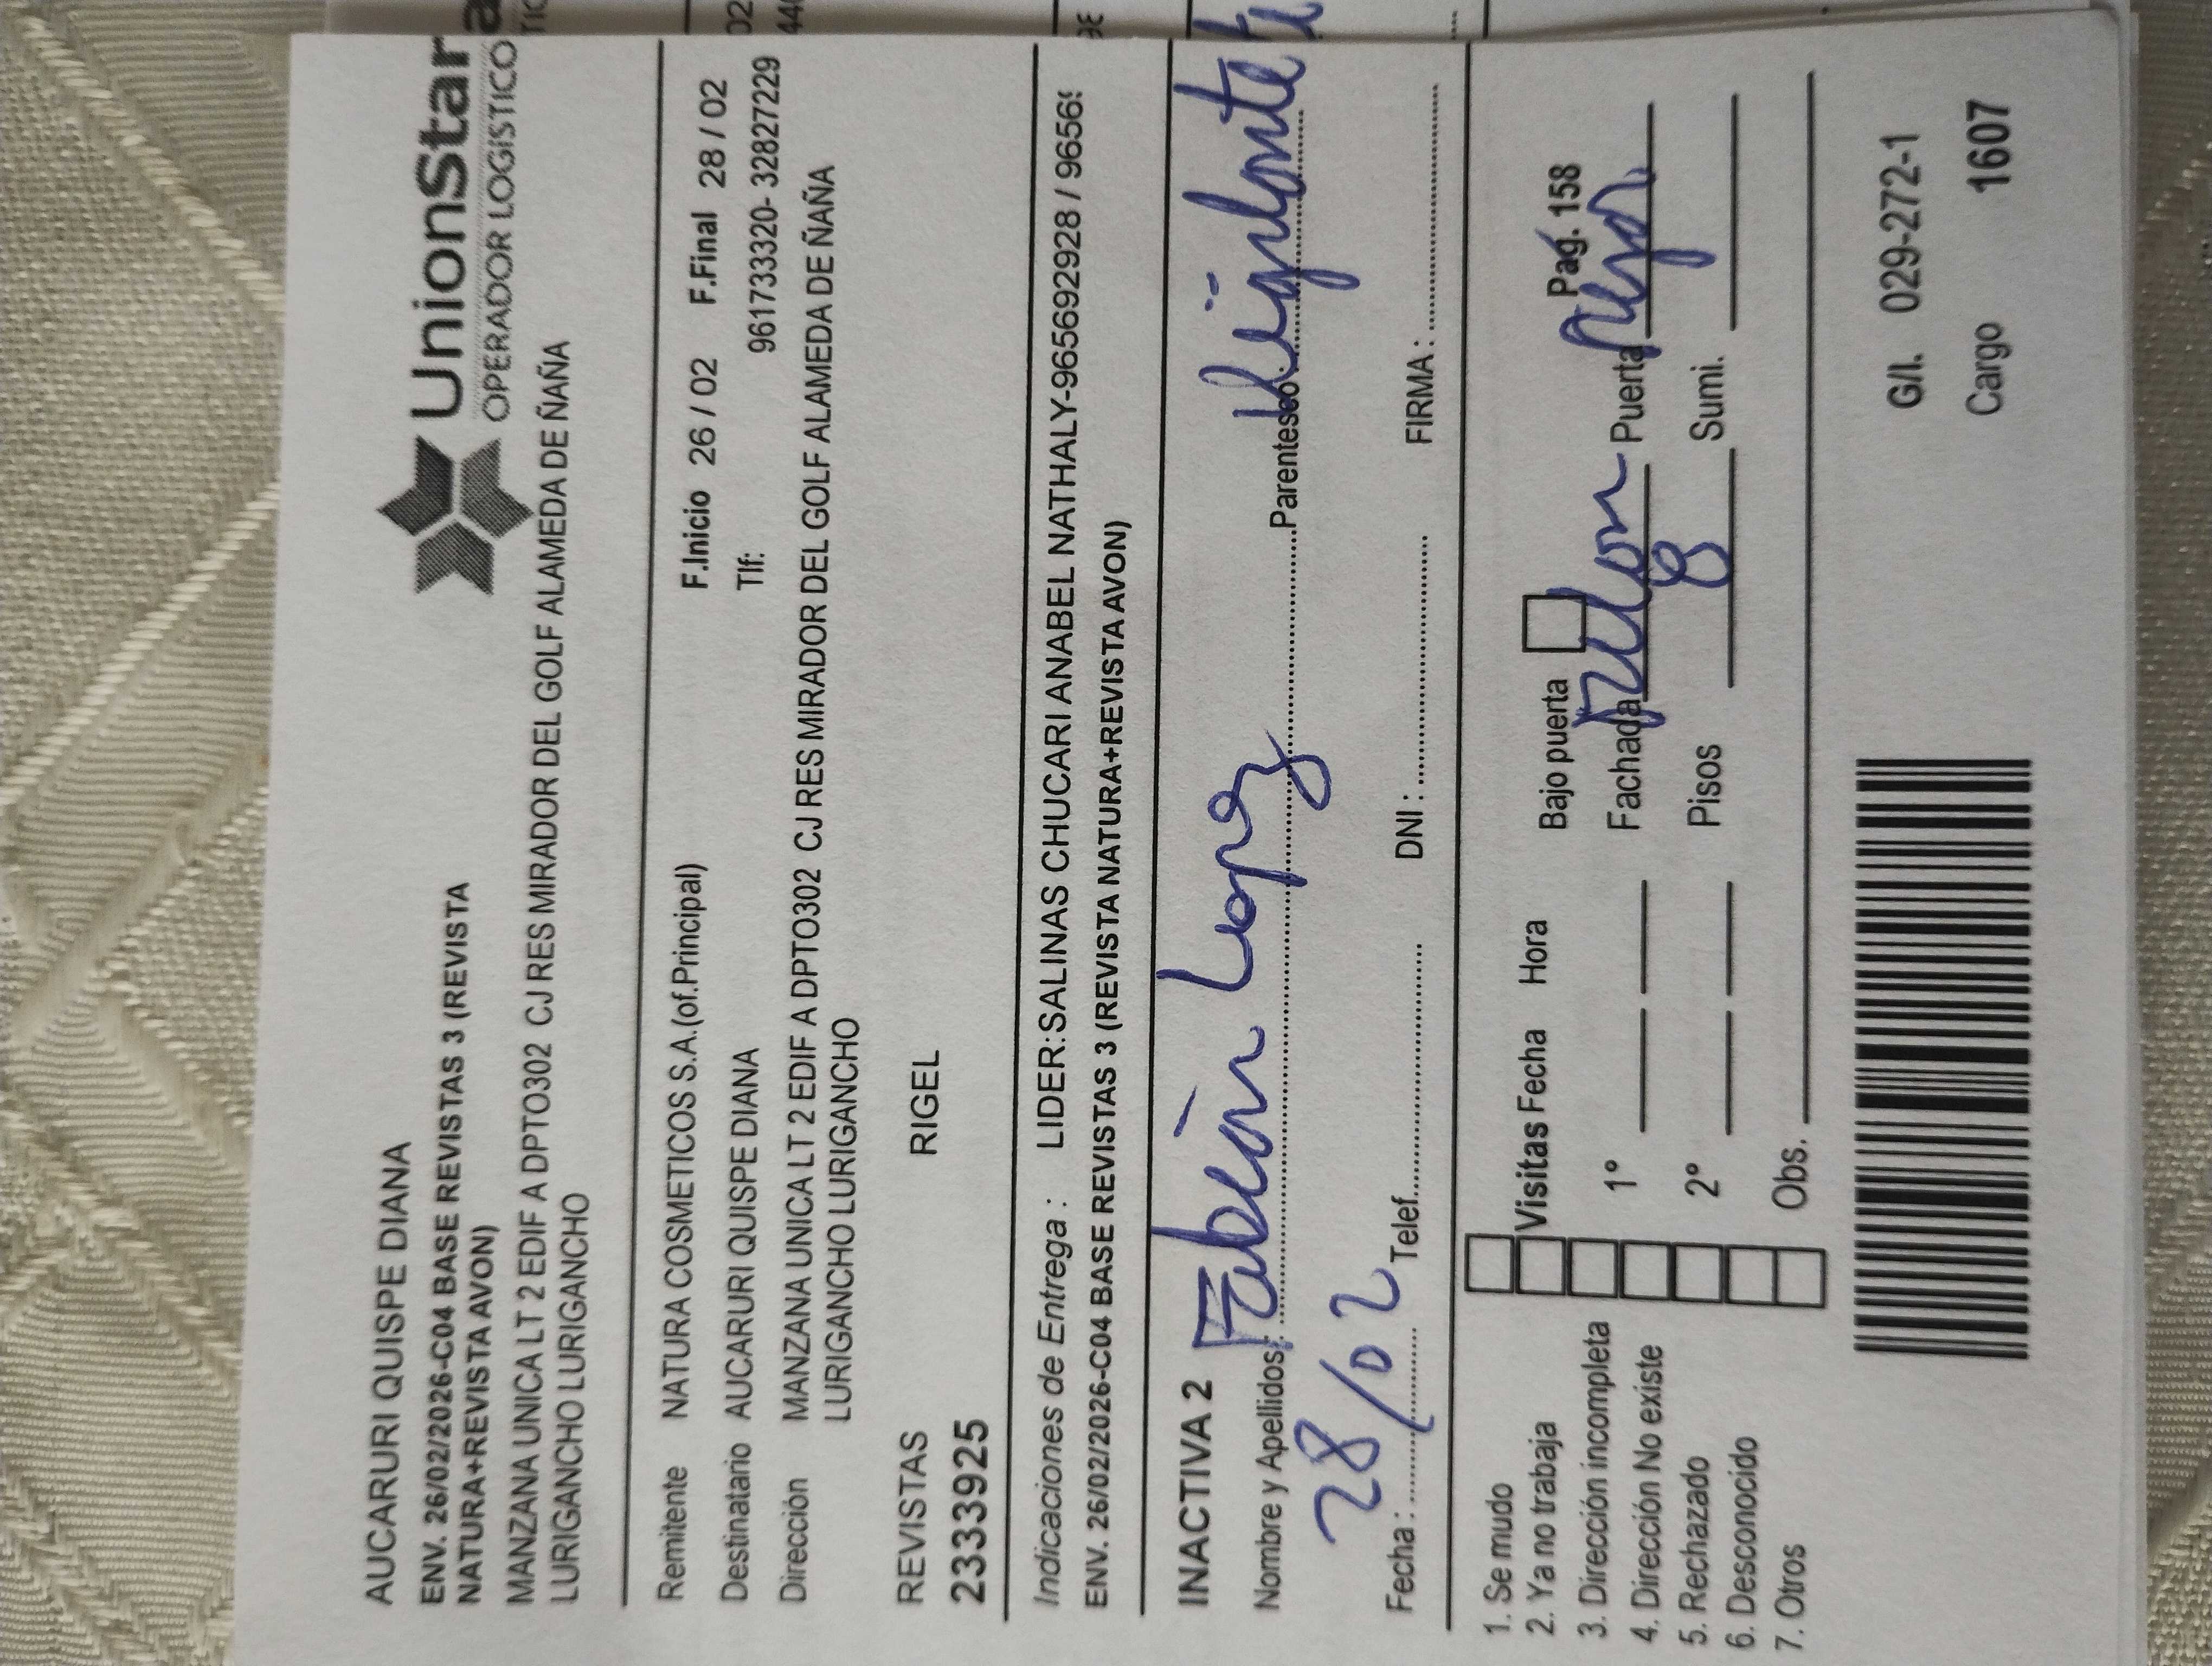 UnionStar
OPERADOR LOGISTICO
AUCARURI QUISPE DIANA
ENV. 26/02/2026-C04 BASE REVISTAS 3 (REVISTA
NATURA+REVISTA AVON)
MANZANA UNICA LT 2 EDIF A DPTO302 CJ RES MIRADOR DEL GOLF ALAMEDA DE ÑAÑA
LURIGANCHO LURIGANCHO
Remitente NATURA COSMETICOS S.A.(of.Principal) F.Inicio 26 / 02 F.Final 28 / 02
Destinatario AUCARURI QUISPE DIANA Tlf: 961733320- 328277229
Dirección MANZANA UNICA LT 2 EDIF A DPTO302 CJ RES MIRADOR DEL GOLF ALAMEDA DE ÑAÑA
LURIGANCHO LURIGANCHO
REVISTAS RIGEL
2333925
Indicaciones de Entrega : LIDER:SALINAS CHUCARI ANABEL NATHALY-965692928 / 9656
ENV. 26/02/2026-C04 BASE REVISTAS 3 (REVISTA NATURA+REVISTA AVON)
INACTIVA 2
Nombre y Apellidos: Fabián Lopez Parentesco: Vigilante
Fecha: 28/02 Telef. DNI: FIRMA:
1. Se mudo
2. Ya no trabaja
3. Dirección incompleta
4. Dirección No existe
5. Rechazado
6. Desconocido
7. Otros
Visitas Fecha Hora Bajo puerta Pag. 158
1° Fachada Puerta
2° Pisos 8 Sumi.
Obs.
G/I. 029-272-1
Cargo 1607